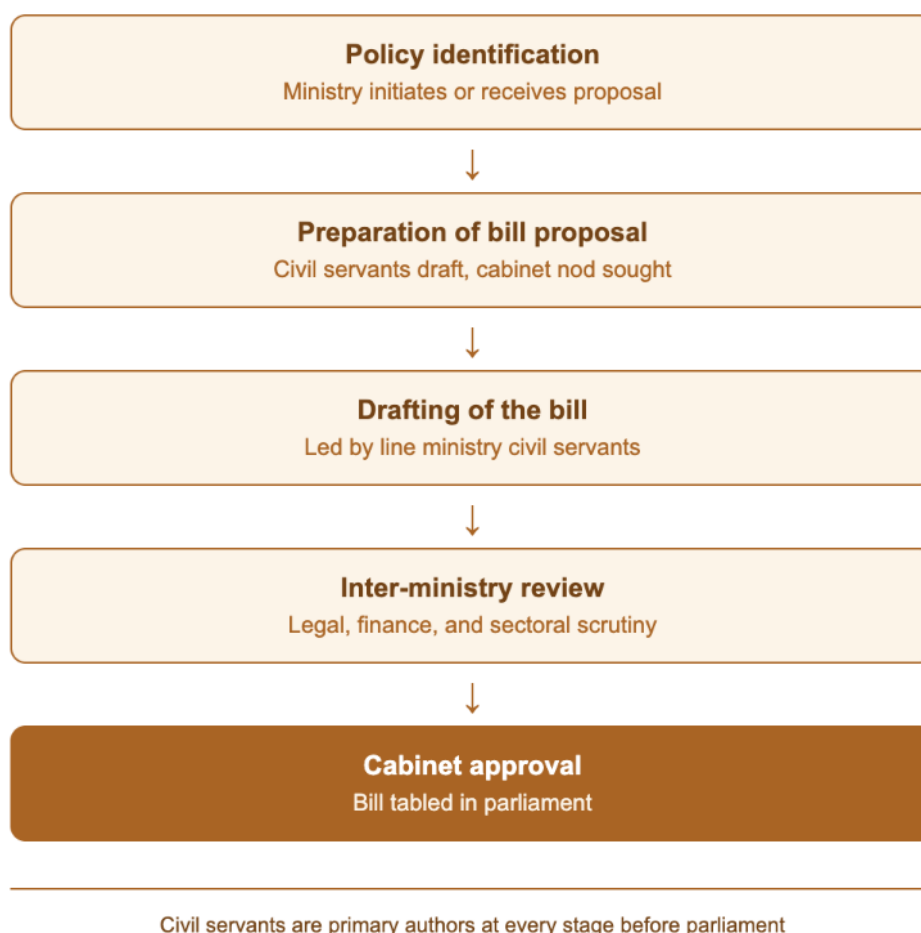 Policy identification
Ministry initiates or receives proposal
↓
Preparation of bill proposal
Civil servants draft, cabinet nod sought
↓
Drafting of the bill
Led by line ministry civil servants
↓
Inter-ministry review
Legal, finance, and sectoral scrutiny
↓
Cabinet approval
Bill tabled in parliament
Civil servants are primary authors at every stage before parliament